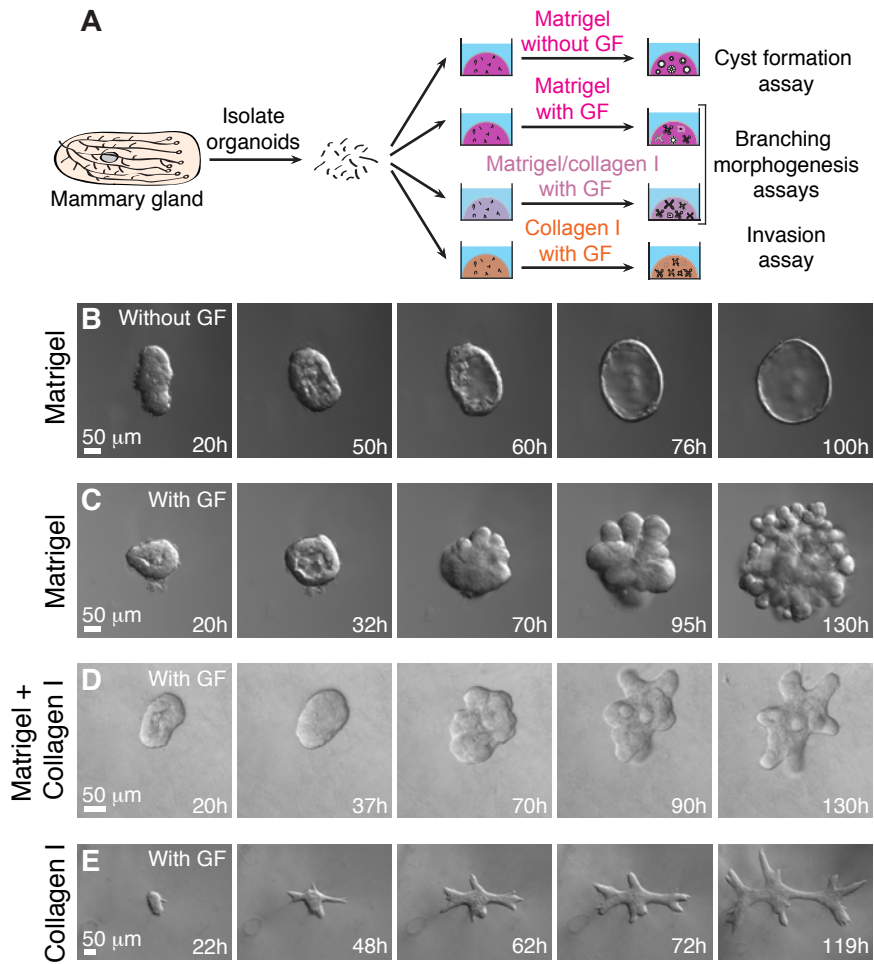 A
Matrigel
without GF
Cyst formation
assay
Isolate
organoids
Mammary gland
Matrigel
with GF
Matrigel/collagen I
with GF
Branching
morphogenesis
assays
Collagen I
with GF
Invasion
assay
Matrigel
B Without GF
50 μm
20h
50h
60h
76h
100h
Matrigel
C With GF
50 μm
20h
32h
70h
95h
130h
Matrigel +
Collagen I
D With GF
50 μm
20h
37h
70h
90h
130h
Collagen I
E With GF
50 μm
22h
48h
62h
72h
119h